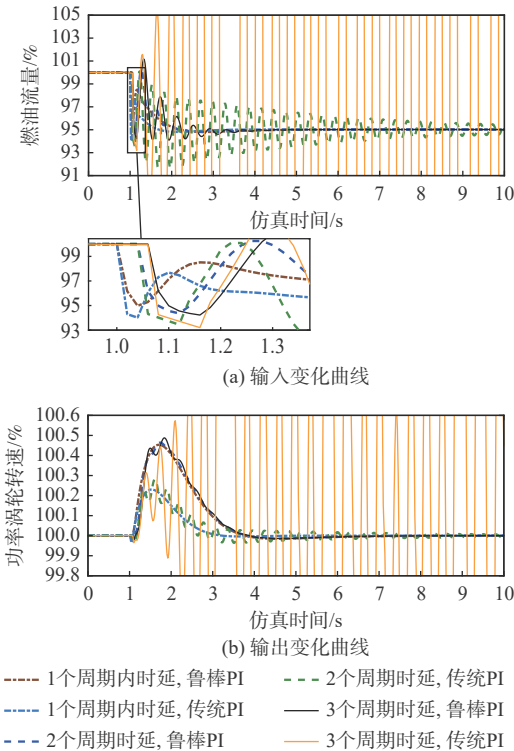 105
103
101
99
97
95
93
91
燃油流量/%
0 1 2 3 4 5 6 7 8 9 10
仿真时间/s
99
97
95
93
1.0 1.1 1.2 1.3
(a) 输入变化曲线
100.6
100.5
100.4
100.3
100.2
100.1
100.0
99.9
99.8
功率涡轮转速/%
0 1 2 3 4 5 6 7 8 9 10
仿真时间/s
(b) 输出变化曲线
1个周期内时延, 鲁棒PI
2个周期时延, 传统PI
1个周期内时延, 传统PI
3个周期时延, 鲁棒PI
2个周期时延, 鲁棒PI
3个周期时延, 传统PI